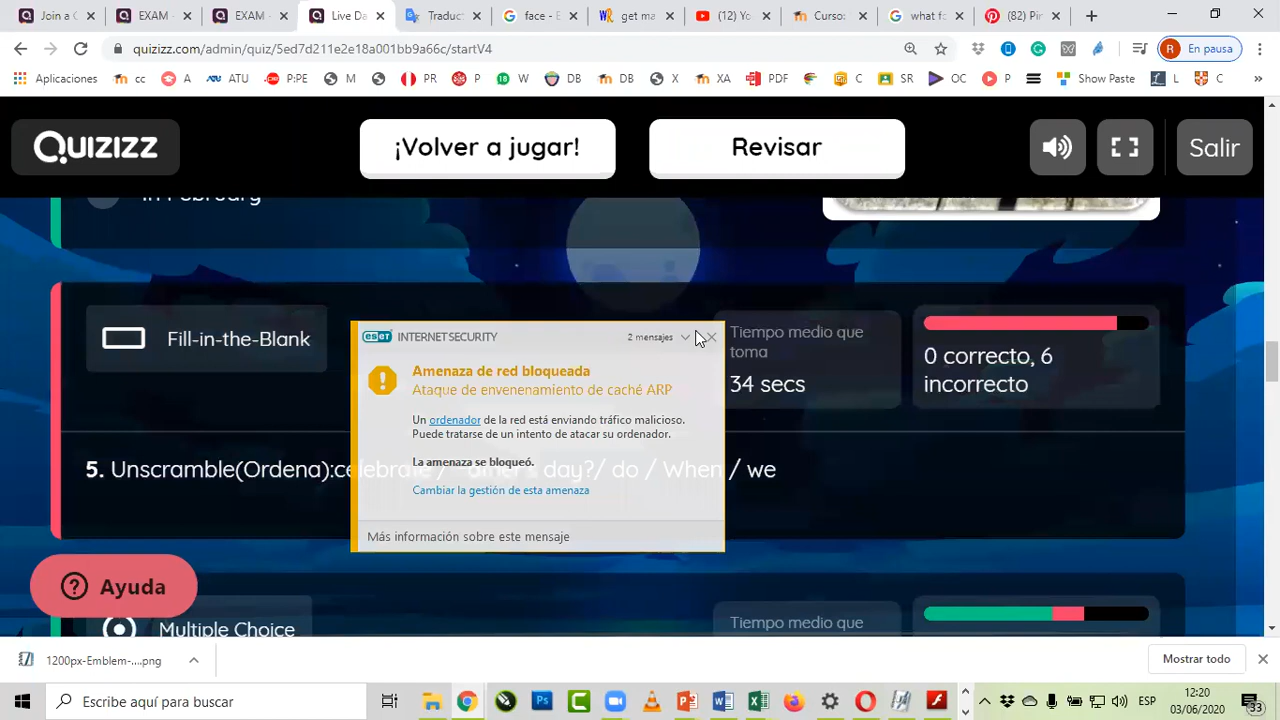 Join C
EXAM -
EXAM -
Live Da
Traduc
face - E
get ma
(12)
Curso:
what f
(82) Pi
quizizz.com/admin/quiz/5ed7d211e2e18a001bb9a66c/startV4
R En pausa
Aplicaciones
cc
A
ATU
P:PE
M
PR
P
W
DB
DB
X
XA
PDF
C
SR
OC
P
Show Paste
L
C
»
Quizizz
¡Volver a jugar!
Revisar
Salir
In February
Fill-in-the-Blank
Tiempo medio que
toma
34 secs
0 correcto, 6
incorrecto
eset INTERNET SECURITY
2 mensajes
Amenaza de red bloqueada
Ataque de envenenamiento de caché ARP
Un ordenador de la red está enviando tráfico malicioso.
Puede tratarse de un intento de atacar su ordenador.
La amenaza se bloqueó.
Cambiar la gestión de esta amenaza
Más información sobre este mensaje
5. Unscramble(Ordena):celebrate / day?/ do / When / we
Ayuda
Multiple Choice
Tiempo medio que
1200px-Emblem-....png
Mostrar todo
Escribe aquí para buscar
ESP
12:20
03/06/2020
33